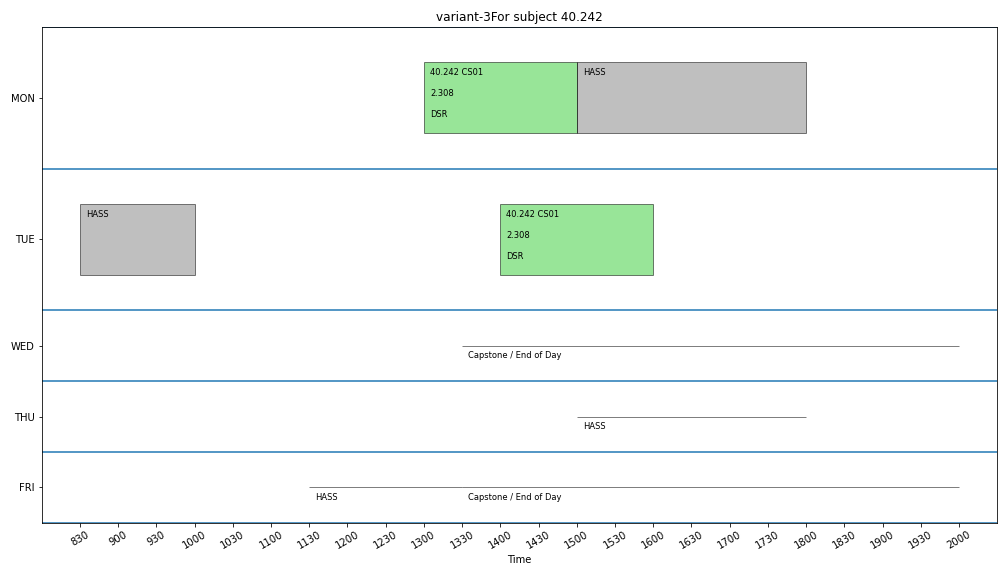 variant-3For subject 40.242
MON
40.242 CS01
2.308
DSR
HASS
TUE
HASS
40.242 CS01
2.308
DSR
WED
Capstone / End of Day
THU
HASS
FRI
HASS
Capstone / End of Day
830 900 930 1000 1030 1100 1130 1200 1230 1300 1330 1400 1430 1500 1530 1600 1630 1700 1730 1800 1830 1900 1930 2000
Time